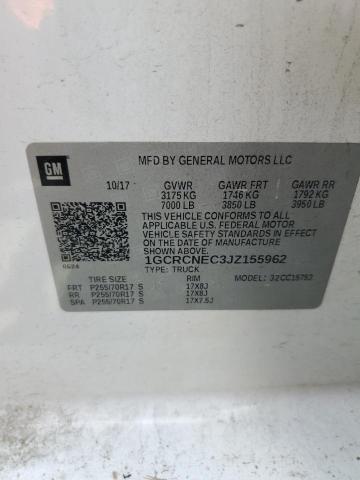 GM
MFD BY GENERAL MOTORS LLC
10/17 GVWR GAWR FRT GAWR RR
3175 KG 1746 KG 1792 KG
7000 LB 3850 LB 3950 LB
THIS VEHICLE CONFORMS TO ALL
APPLICABLE U.S. FEDERAL MOTOR
VEHICLE SAFETY AND THEFT
PREVENTION STANDARDS IN EFFECT
ON THE DATE OF MANUFACTURE
SHOWN ABOVE.
1GCRCNEC3JZ155962
TYPE: TRUCK
TIRE SIZE RIM MODEL:
FRT P255/70R17 S 17X8J
RR P255/70R17 S 17X8J
SPA P255/70R17 S 17X7.5J